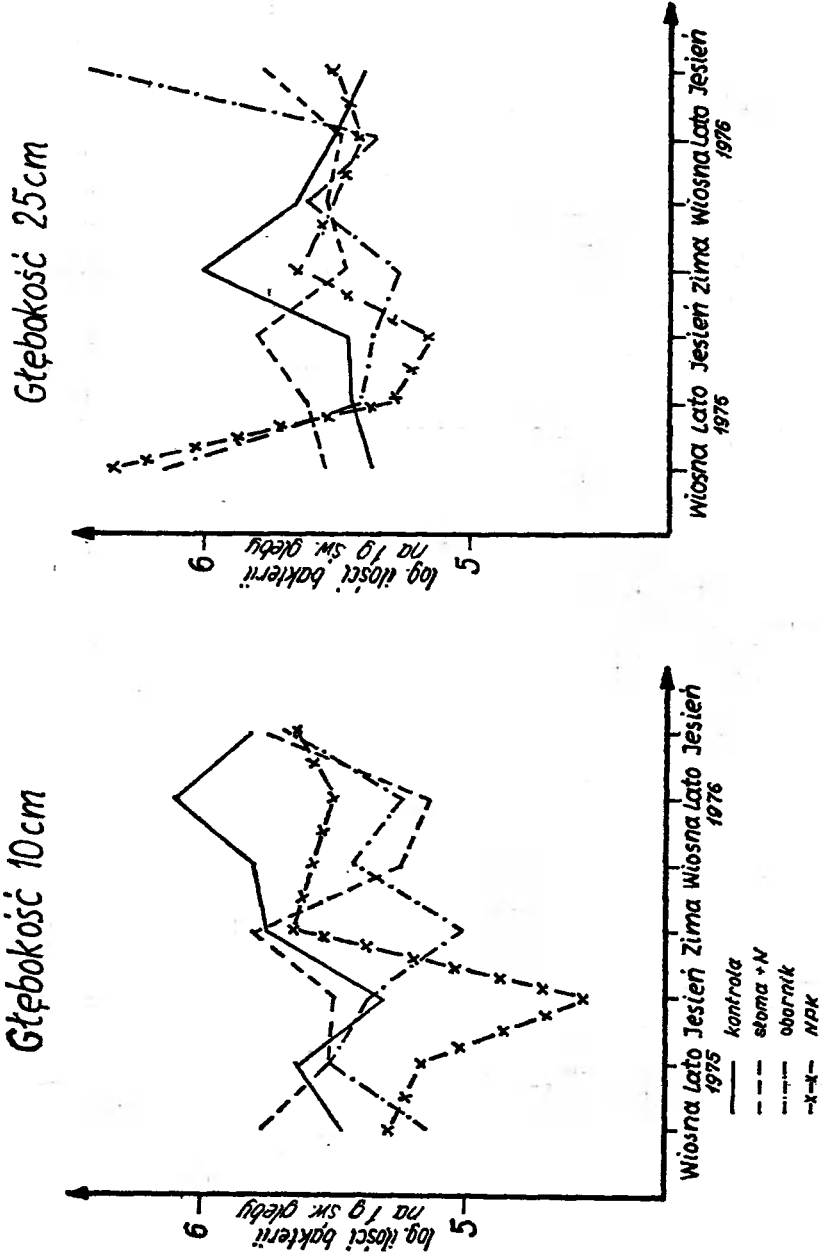 Głębokość 10cm
log. ilości bakterii
na 1g św. gleby
6
5
Wiosna Lato Jesień Zima Wiosna Lato Jesień
1975
1976
kontrola
słoma +N
obornik
-x-x- NPK
Głębokość 25cm
log. ilości bakterii
na 1g św. gleby
6
5
Wiosna Lato Jesień Zima Wiosna Lato Jesień
1975
1976